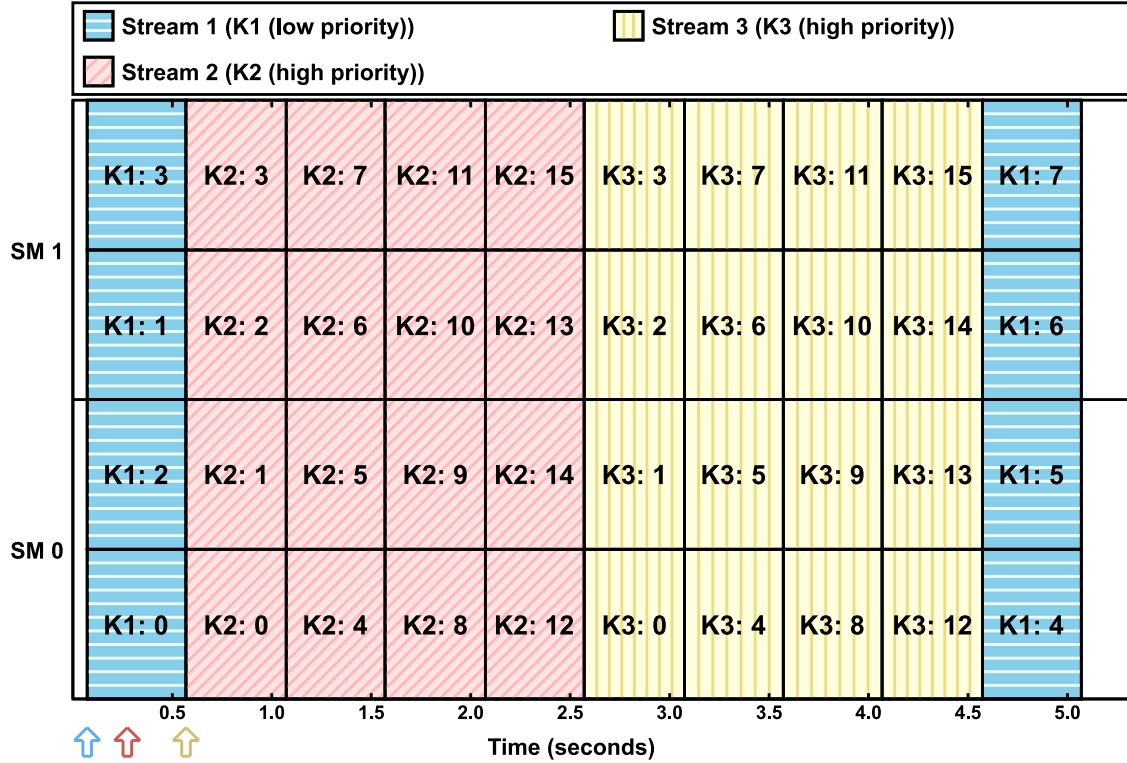 Stream 1 (K1 (low priority))
Stream 3 (K3 (high priority))
Stream 2 (K2 (high priority))
K1: 3 K2: 3 K2: 7 K2: 11 K2: 15 K3: 3 K3: 7 K3: 11 K3: 15 K1: 7
SM 1
K1: 1 K2: 2 K2: 6 K2: 10 K2: 13 K3: 2 K3: 6 K3: 10 K3: 14 K1: 6
K1: 2 K2: 1 K2: 5 K2: 9 K2: 14 K3: 1 K3: 5 K3: 9 K3: 13 K1: 5
SM 0
K1: 0 K2: 0 K2: 4 K2: 8 K2: 12 K3: 0 K3: 4 K3: 8 K3: 12 K1: 4
0.5 1.0 1.5 2.0 2.5 3.0 3.5 4.0 4.5 5.0
Time (seconds)